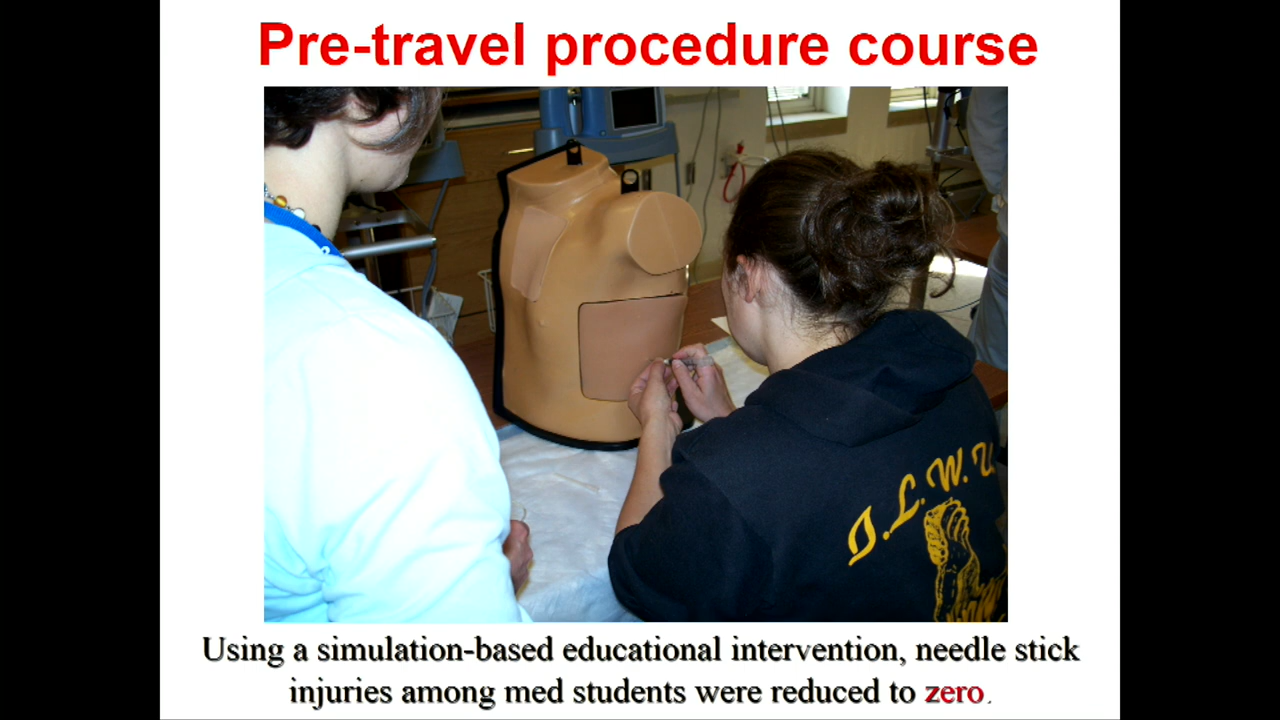 Pre-travel procedure course
I.L.W.U
Using a simulation-based educational intervention, needle stick
injuries among med students were reduced to zero.